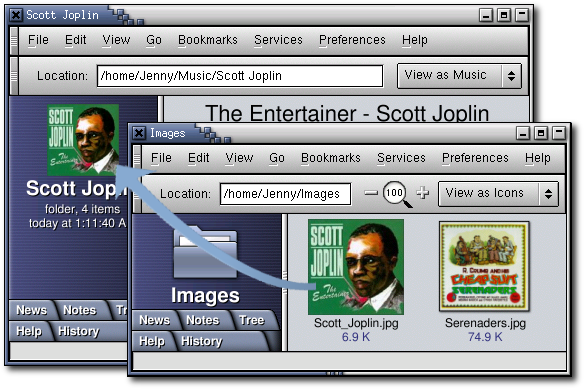 Scott Joplin
File Edit View Go Bookmarks Services Preferences Help
Location: /home/Jenny/Music/Scott Joplin View as Music
SCOTT
JOPLIN
The
Entertainer
The Entertainer - Scott Joplin
Scott Jopli
folder, 4 items
today at 1:11:40 A
News Notes Tre
Help History
Images
File Edit View Go Bookmarks Services Preferences Help
Location: /home/Jenny/Images 100 View as Icons
Images
News Notes Tree
Help History
SCOTT
JOPLIN
The
Entertainer
Scott_Joplin.jpg
6.9 K
R. CRUMB AND HIS
CHEAP SUIT
SERENADERS
Serenaders.jpg
74.9 K